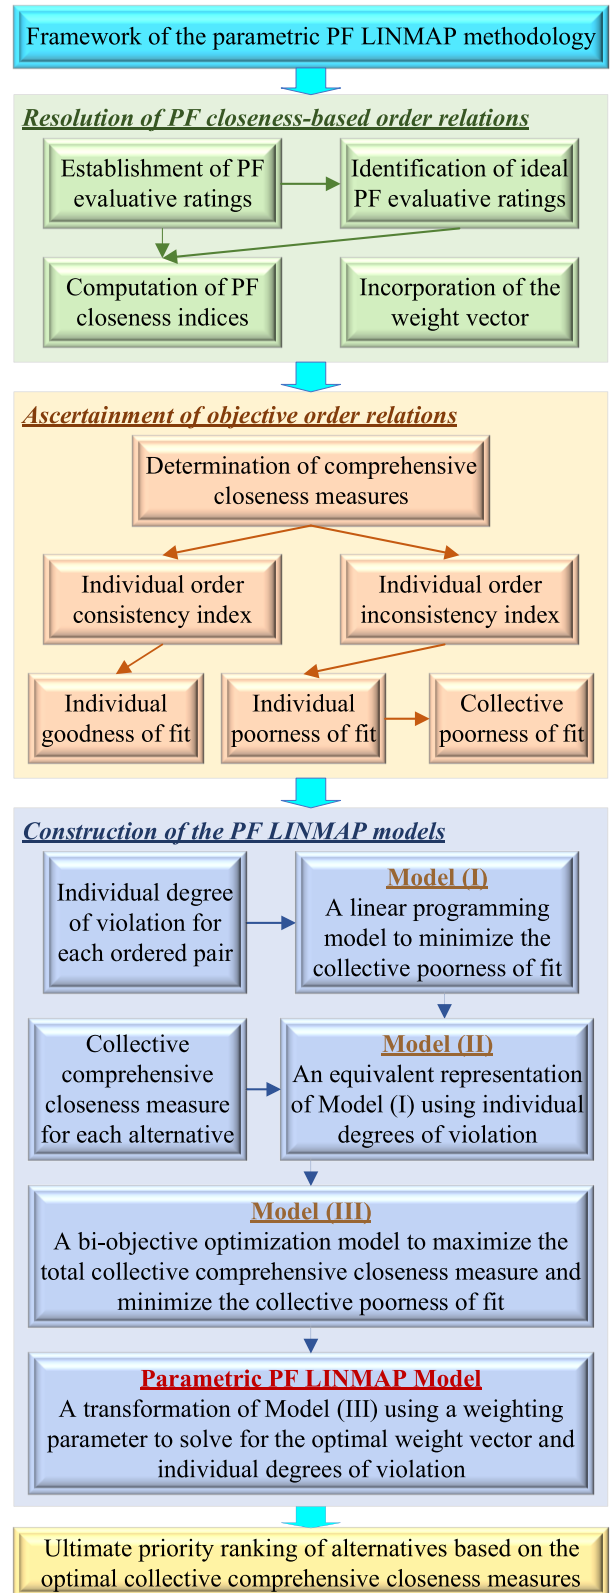 Framework of the parametric PF LINMAP methodology
Resolution of PF closeness-based order relations
Establishment of PF
evaluative ratings
Identification of ideal
PF evaluative ratings
Computation of PF
closeness indices
Incorporation of the
weight vector
Ascertainment of objective order relations
Determination of comprehensive
closeness measures
Individual order
consistency index
Individual order
inconsistency index
Individual
goodness of fit
Individual
poorness of fit
Collective
poorness of fit
Construction of the PF LINMAP models
Individual degree
of violation for
each ordered pair
Model (I)
A linear programming
model to minimize the
collective poorness of fit
Collective
comprehensive
closeness measure
for each alternative
Model (II)
An equivalent representation
of Model (I) using individual
degrees of violation
Model (III)
A bi-objective optimization model to maximize the
total collective comprehensive closeness measure and
minimize the collective poorness of fit
Parametric PF LINMAP Model
A transformation of Model (III) using a weighting
parameter to solve for the optimal weight vector and
individual degrees of violation
Ultimate priority ranking of alternatives based on the
optimal collective comprehensive closeness measures